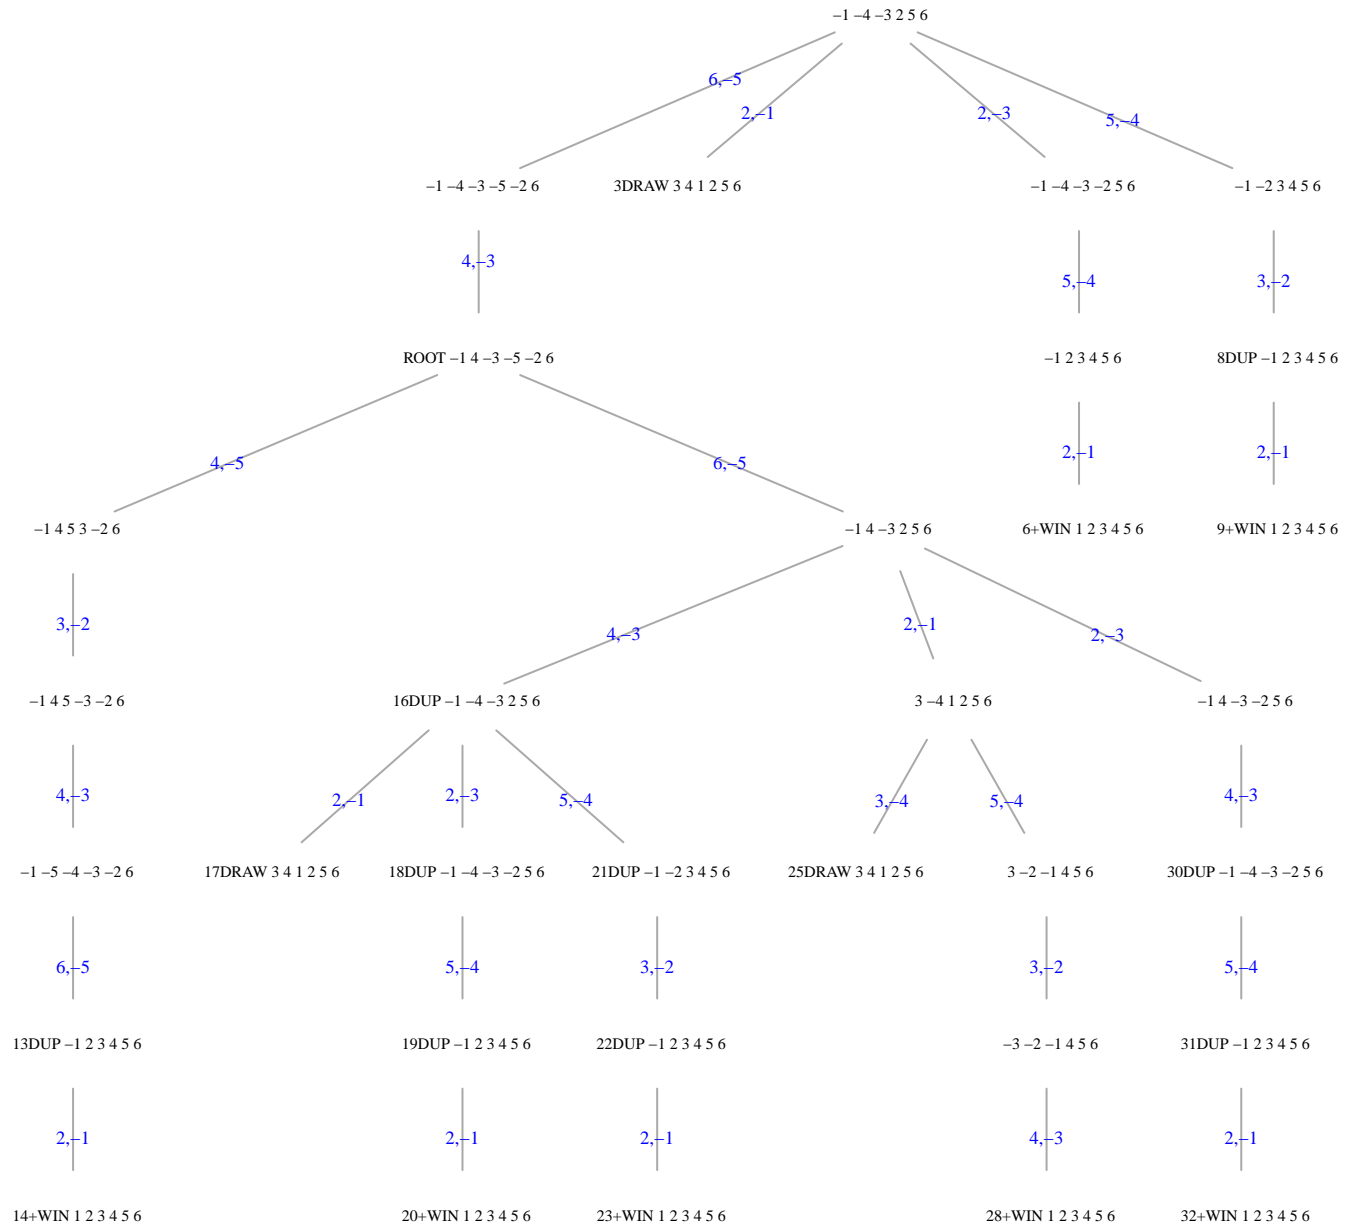 −1 −4 −3 2 5 6
6,−5
2,−1
2,−3
5,−4
−1 −4 −3 −5 −2 6
3DRAW 3 4 1 2 5 6
−1 −4 −3 −2 5 6
−1 −2 3 4 5 6
4,−3
5,−4
3,−2
ROOT −1 4 −3 −5 −2 6
−1 2 3 4 5 6
8DUP −1 2 3 4 5 6
4,−5
6,−5
2,−1
2,−1
−1 4 5 3 −2 6
−1 4 −3 2 5 6
6+WIN 1 2 3 4 5 6
9+WIN 1 2 3 4 5 6
3,−2
4,−3
2,−1
2,−3
−1 4 5 −3 −2 6
16DUP −1 −4 −3 2 5 6
3 −4 1 2 5 6
−1 4 −3 −2 5 6
4,−3
2,−1
2,−3
5,−4
3,−4
5,−4
4,−3
−1 −5 −4 −3 −2 6
17DRAW 3 4 1 2 5 6
18DUP −1 −4 −3 −2 5 6
21DUP −1 −2 3 4 5 6
25DRAW 3 4 1 2 5 6
3 −2 −1 4 5 6
30DUP −1 −4 −3 −2 5 6
6,−5
5,−4
3,−2
3,−2
5,−4
13DUP −1 2 3 4 5 6
19DUP −1 2 3 4 5 6
22DUP −1 2 3 4 5 6
−3 −2 −1 4 5 6
31DUP −1 2 3 4 5 6
2,−1
2,−1
2,−1
4,−3
2,−1
14+WIN 1 2 3 4 5 6
20+WIN 1 2 3 4 5 6
23+WIN 1 2 3 4 5 6
28+WIN 1 2 3 4 5 6
32+WIN 1 2 3 4 5 6